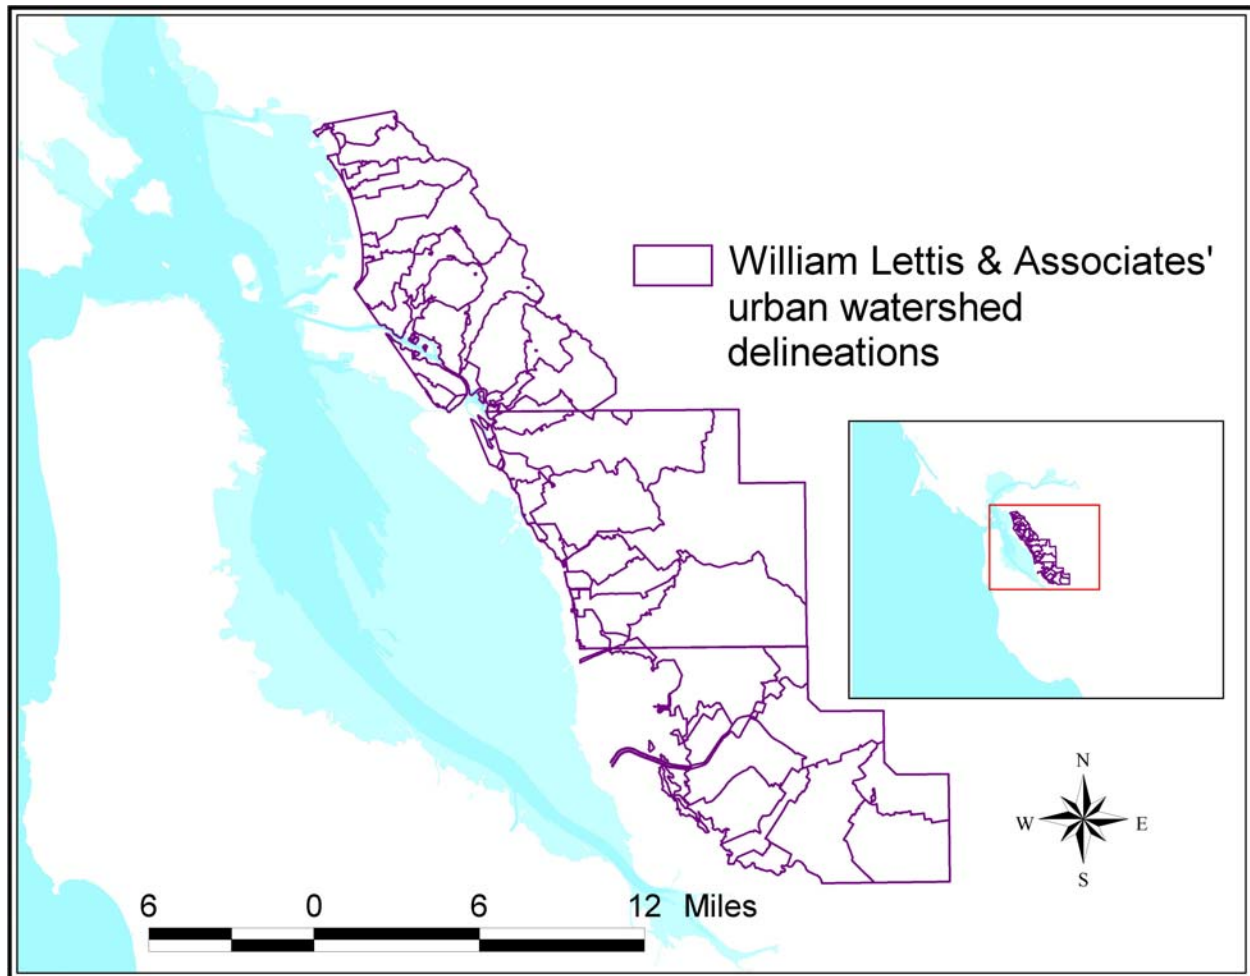 William Lettis & Associates'
urban watershed
delineations
N
W E
S
6 0 6 12 Miles